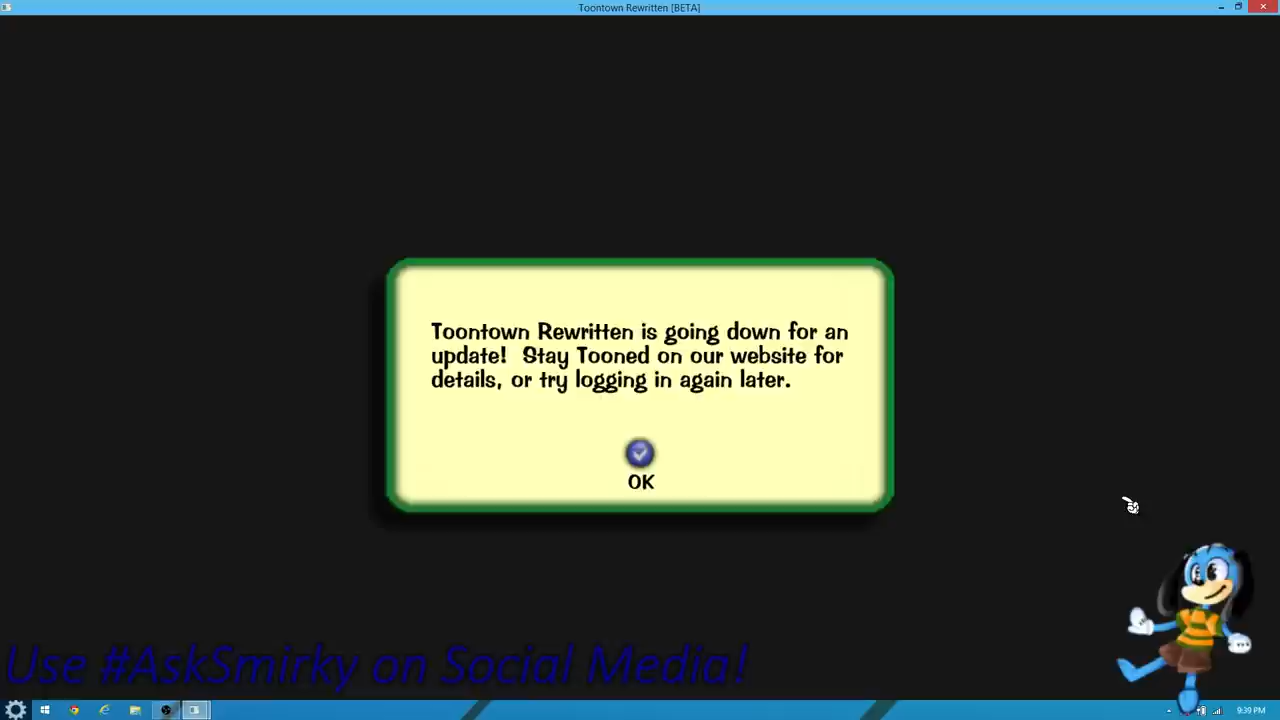 Toontown Rewritten [BETA]
Toontown Rewritten is going down for an
update!  Stay Tooned on our website for
details, or try logging in again later.
OK
Use #AskSmirky on Social Media!
9:39 PM